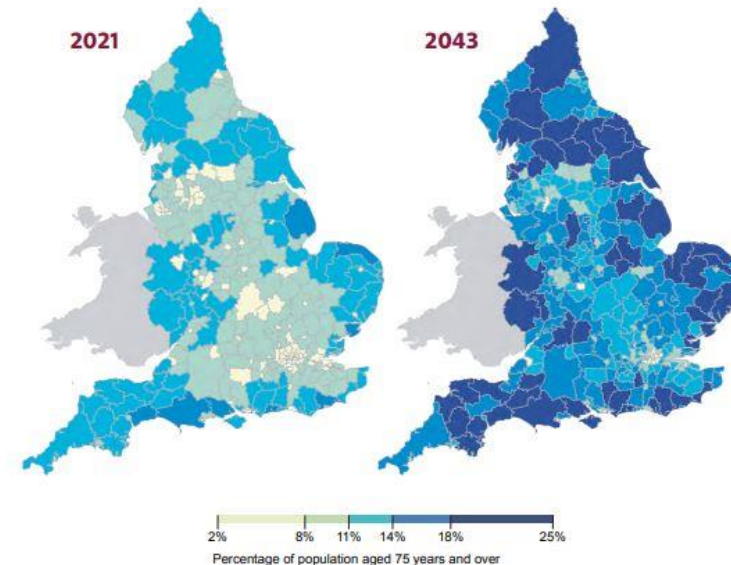 2021
2043
2% 8% 11% 14% 18% 25%
Percentage of population aged 75 years and over